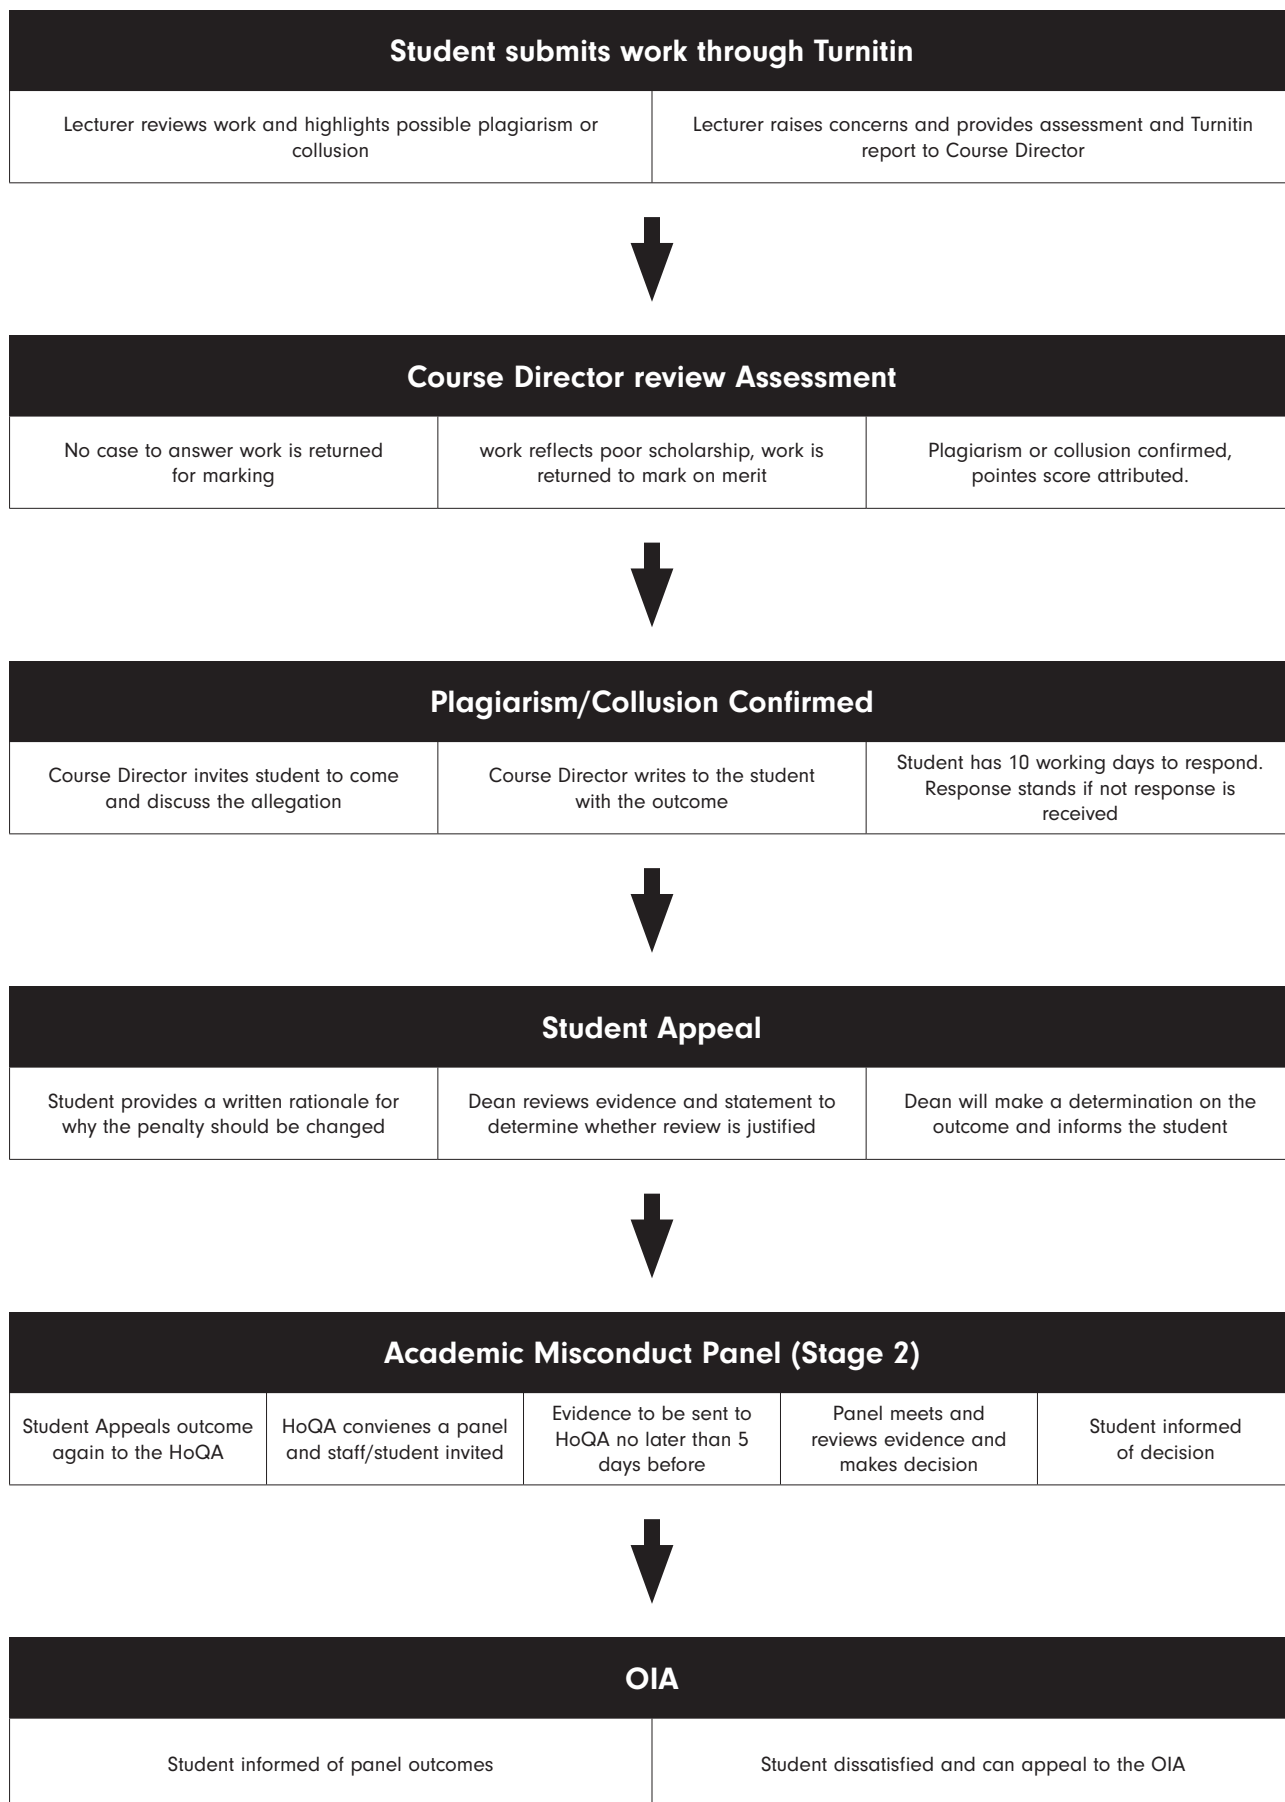 Student submits work through Turnitin
Lecturer reviews work and highlights possible plagiarism or
collusion
Lecturer raises concerns and provides assessment and Turnitin
report to Course Director
Course Director review Assessment
No case to answer work is returned
for marking
work reflects poor scholarship, work is
returned to mark on merit
Plagiarism or collusion confirmed,
pointes score attributed.
Plagiarism/Collusion Confirmed
Course Director invites student to come
and discuss the allegation
Course Director writes to the student
with the outcome
Student has 10 working days to respond.
Response stands if not response is
received
Student Appeal
Student provides a written rationale for
why the penalty should be changed
Dean reviews evidence and statement to
determine whether review is justified
Dean will make a determination on the
outcome and informs the student
Academic Misconduct Panel (Stage 2)
Student Appeals outcome
again to the HoQA
HoQA convienes a panel
and staff/student invited
Evidence to be sent to
HoQA no later than 5
days before
Panel meets and
reviews evidence and
makes decision
Student informed
of decision
OIA
Student informed of panel outcomes
Student dissatisfied and can appeal to the OIA